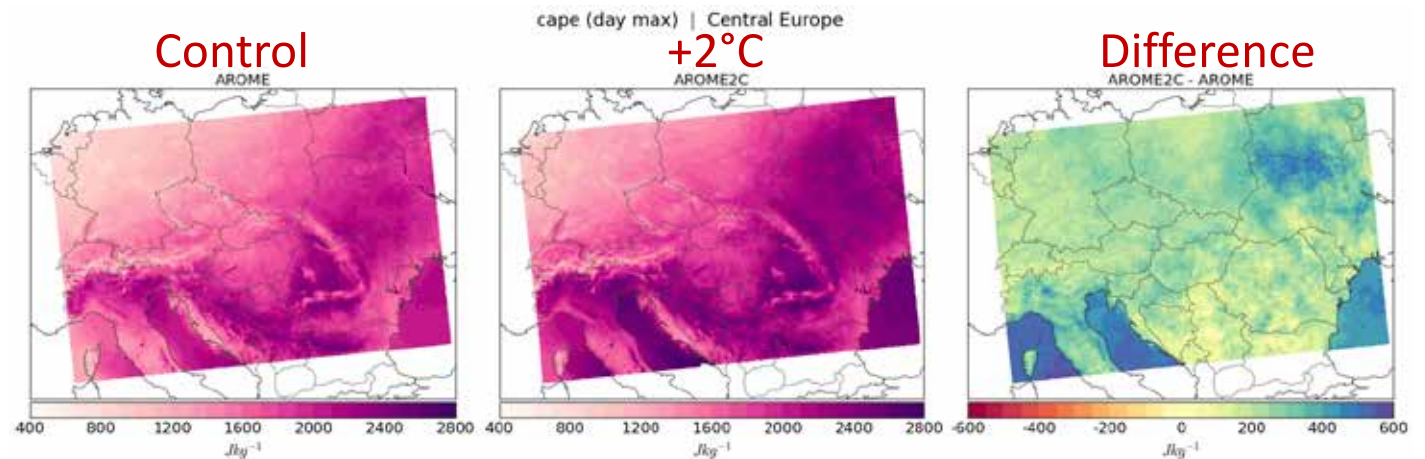 cape (day max) | Central Europe
Control
+2°C
Difference
AROME
AROME2C
AROME2C - AROME
400 800 1200 1600 2000 2400 2800
400 800 1200 1600 2000 2400 2800
-600 -400 -200 0 200 400 600
Jkg⁻¹
Jkg⁻¹
Jkg⁻¹